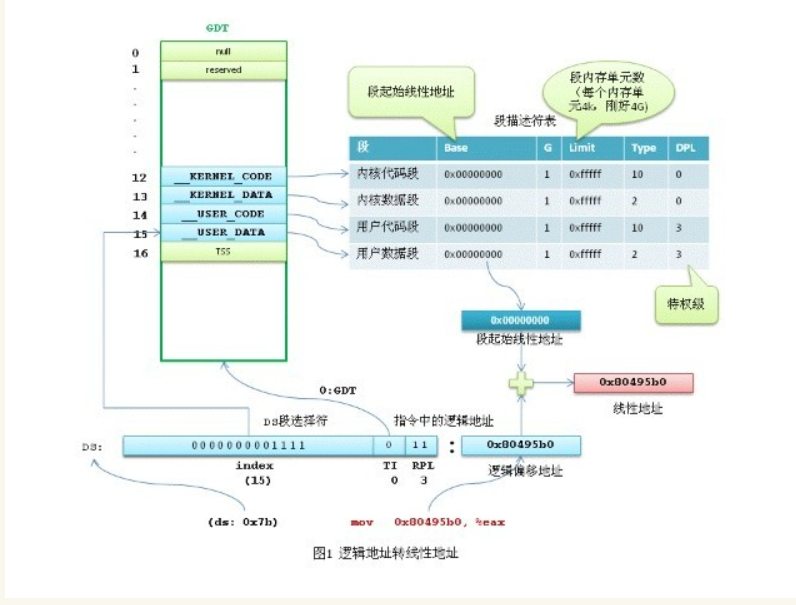 GDT
0 null
1 reserved
.
.
.
.
.
12 __KERNEL_CODE
13 __KERNEL_DATA
14 __USER_CODE
15 __USER_DATA
16 TSS
段起始线性地址
段内存单元数
（每个内存单
元4k，刚好4G)
段描述符表
段 Base G Limit Type DPL
内核代码段 0x00000000 1 0xfffff 10 0
内核数据段 0x00000000 1 0xfffff 2 0
用户代码段 0x00000000 1 0xfffff 10 3
用户数据段 0x00000000 1 0xfffff 2 3
特权级
0x00000000
段起始线性地址
0x80495b0
线性地址
0:GDT
DS段选择符
指令中的逻辑地址
DS: 0000000001111 0 11 : 0x80495b0
index TI RPL
(15) 0 3
逻辑偏移地址
(ds: 0x7b)
mov 0x80495b0, %eax
图1 逻辑地址转线性地址